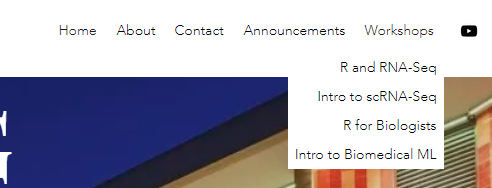 Home About Contact Announcements Workshops
R and RNA-Seq
Intro to scRNA-Seq
R for Biologists
Intro to Biomedical ML